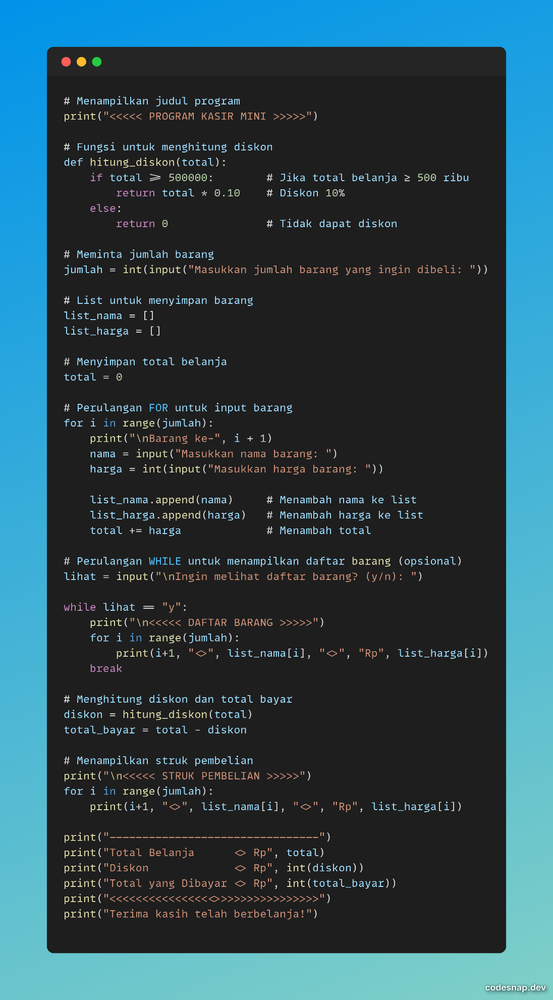 # Menampilkan judul program
print("<<<<< PROGRAM KASIR MINI >>>>>")

# Fungsi untuk menghitung diskon
def hitung_diskon(total):
    if total >= 500000:        # Jika total belanja ≥ 500 ribu
        return total * 0.10    # Diskon 10%
    else:
        return 0               # Tidak dapat diskon

# Meminta jumlah barang
jumlah = int(input("Masukkan jumlah barang yang ingin dibeli: "))

# List untuk menyimpan barang
list_nama = []
list_harga = []

# Menyimpan total belanja
total = 0

# Perulangan FOR untuk input barang
for i in range(jumlah):
    print("\nBarang ke-", i + 1)
    nama = input("Masukkan nama barang: ")
    harga = int(input("Masukkan harga barang: "))

    list_nama.append(nama)     # Menambah nama ke list
    list_harga.append(harga)   # Menambah harga ke list
    total += harga             # Menambah total

# Perulangan WHILE untuk menampilkan daftar barang (opsional)
lihat = input("\nIngin melihat daftar barang? (y/n): ")

while lihat == "y":
    print("\n<<<<< DAFTAR BARANG >>>>>")
    for i in range(jumlah):
        print(i+1, "<>", list_nama[i], "<>", "Rp", list_harga[i])
    break

# Menghitung diskon dan total bayar
diskon = hitung_diskon(total)
total_bayar = total - diskon

# Menampilkan struk pembelian
print("\n<<<<< STRUK PEMBELIAN >>>>>")
for i in range(jumlah):
    print(i+1, "<>", list_nama[i], "<>", "Rp", list_harga[i])

print("--------------------------------")
print("Total Belanja      <> Rp", total)
print("Diskon             <> Rp", int(diskon))
print("Total yang Dibayar <> Rp", int(total_bayar))
print("<<<<<<<<<<<<<<<<>>>>>>>>>>>>>>>>")
print("Terima kasih telah berbelanja!")
codesnap.dev